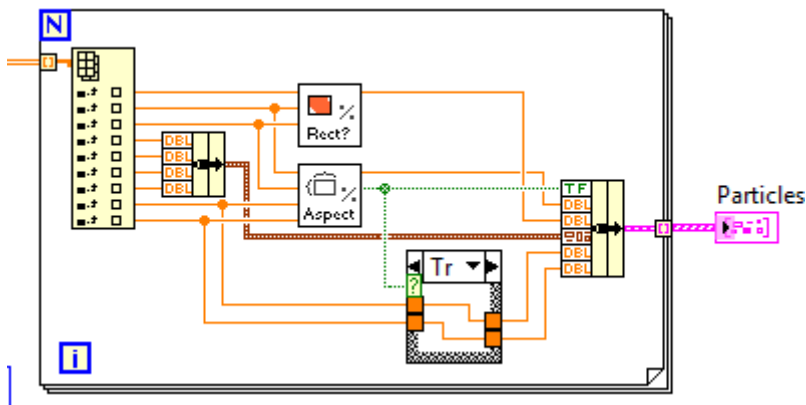 N
Rect?
DBL
DBL
DBL
DBL
Aspect
TF
DBL
DBL
DBL
DBL
Particles
Tr
?
i